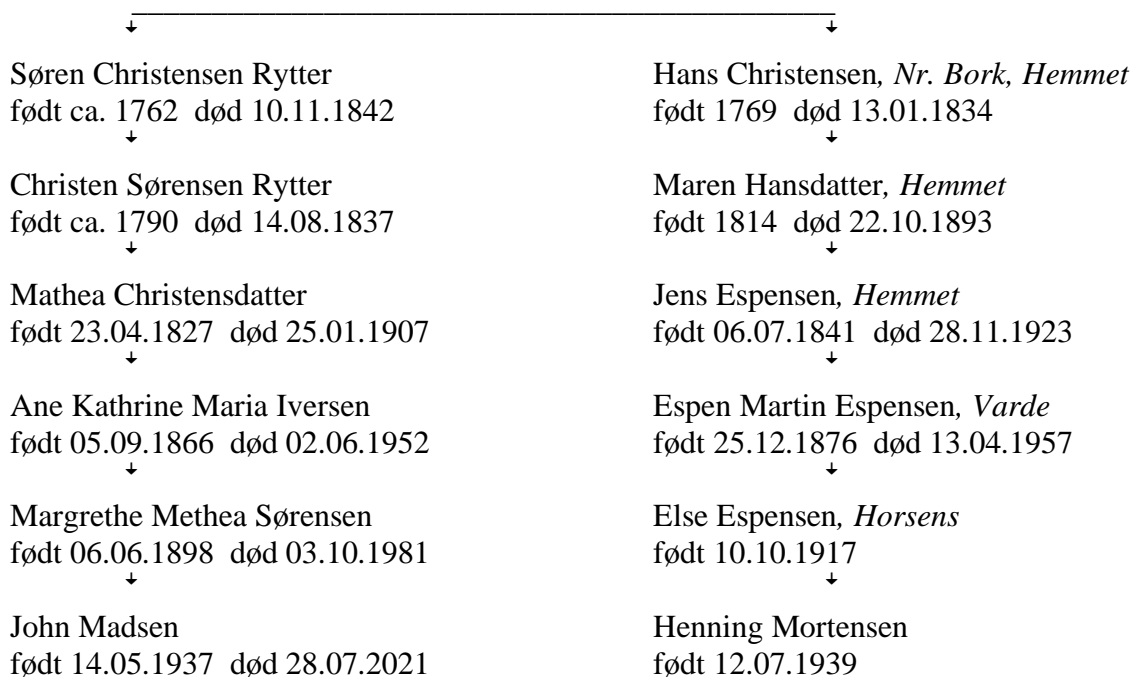 Søren Christensen Rytter
født ca. 1762 død 10.11.1842
Christen Sørensen Rytter
født ca. 1790 død 14.08.1837
Mathea Christensdatter
født 23.04.1827 død 25.01.1907
Ane Kathrine Maria Iversen
født 05.09.1866 død 02.06.1952
Margrethe Methea Sørensen
født 06.06.1898 død 03.10.1981
John Madsen
født 14.05.1937 død 28.07.2021
Hans Christensen, Nr. Bork, Hemmet
født 1769 død 13.01.1834
Maren Hansdatter, Hemmet
født 1814 død 22.10.1893
Jens Espensen, Hemmet
født 06.07.1841 død 28.11.1923
Espen Martin Espensen, Varde
født 25.12.1876 død 13.04.1957
Else Espensen, Horsens
født 10.10.1917
Henning Mortensen
født 12.07.1939